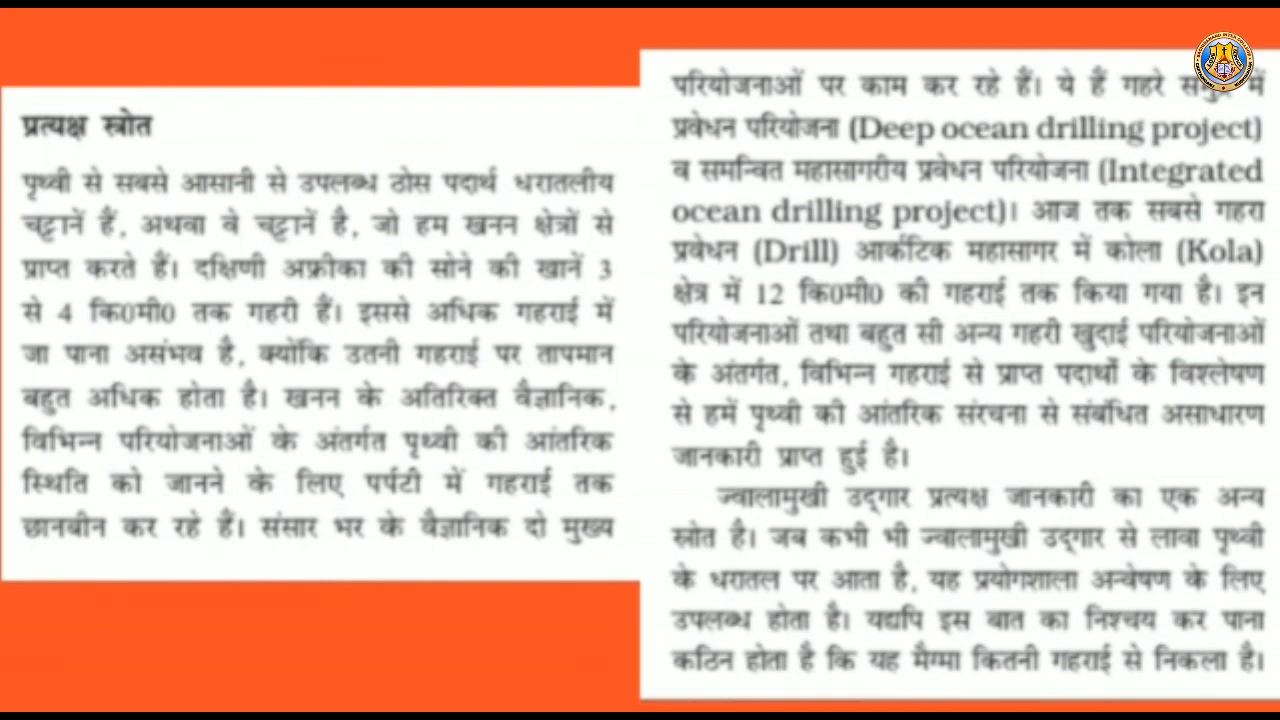 प्रत्यक्ष स्त्रोत
पृथ्वी से सबसे आसानी से उपलब्ध ठोस पदार्थ धरातलीय
चट्टानें हैं, अथवा वे चट्टानें है, जो हम खनन क्षेत्रों से
प्राप्त करते हैं। दक्षिणी अफ्रीका की सोने की खानें 3
से 4 कि0मी0 तक गहरी हैं। इससे अधिक गहराई में
जा पाना असंभव है, क्योंकि उतनी गहराई पर तापमान
बहुत अधिक होता है। खनन के अतिरिक्त वैज्ञानिक,
विभिन्न परियोजनाओं के अंतर्गत पृथ्वी की आंतरिक
स्थिति को जानने के लिए पर्पटी में गहराई तक
छानबीन कर रहे हैं। संसार भर के वैज्ञानिक दो मुख्य
परियोजनाओं पर काम कर रहे हैं। ये हैं गहरे समुद्र में
प्रवेधन परियोजना (Deep ocean drilling project)
व समन्वित महासागरीय प्रवेधन परियोजना (Integrated
ocean drilling project)। आज तक सबसे गहरा
प्रवेधन (Drill) आर्कटिक महासागर में कोला (Kola)
क्षेत्र में 12 कि0मी0 की गहराई तक किया गया है। इन
परियोजनाओं तथा बहुत सी अन्य गहरी खुदाई परियोजनाओं
के अंतर्गत, विभिन्न गहराई से प्राप्त पदार्थों के विश्लेषण
से हमें पृथ्वी की आंतरिक संरचना से संबंधित असाधारण
जानकारी प्राप्त हुई है।
ज्वालामुखी उद्गार प्रत्यक्ष जानकारी का एक अन्य
स्रोत है। जब कभी भी ज्वालामुखी उद्गार से लावा पृथ्वी
के धरातल पर आता है, यह प्रयोगशाला अन्वेषण के लिए
उपलब्ध होता है। यद्यपि इस बात का निश्चय कर पाना
कठिन होता है कि यह मैग्मा कितनी गहराई से निकला है।